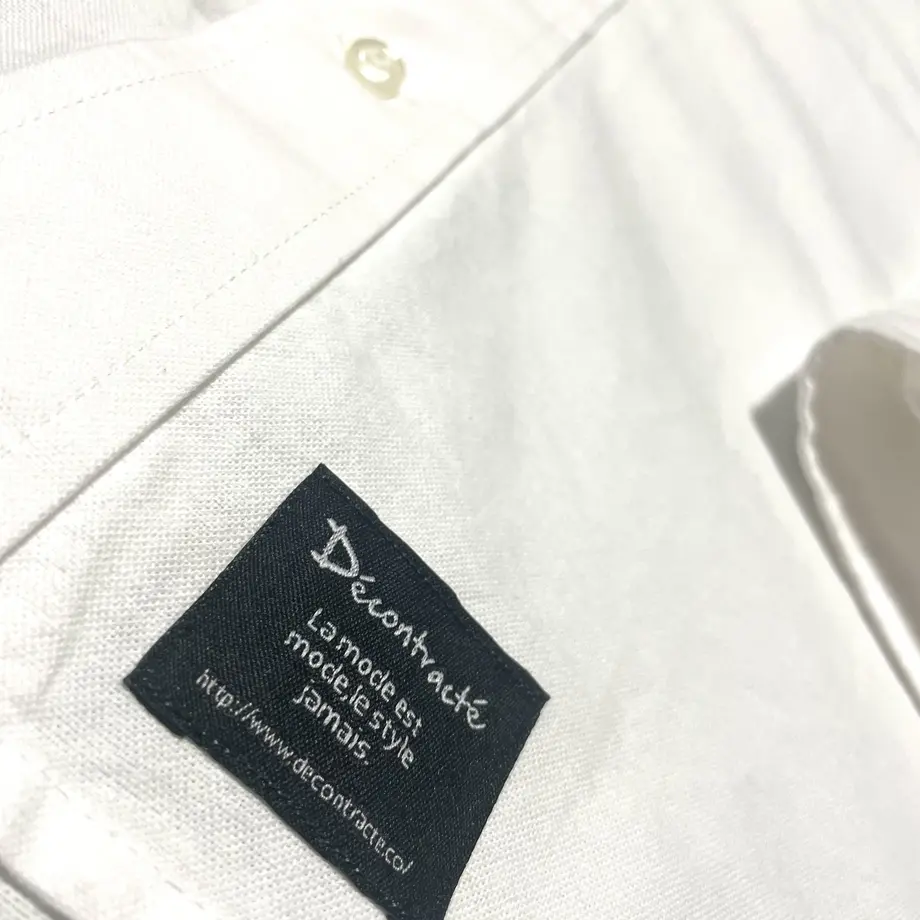 Décontracté
La mode est
mode,le style
jamais.
http://www.decontracte.co/